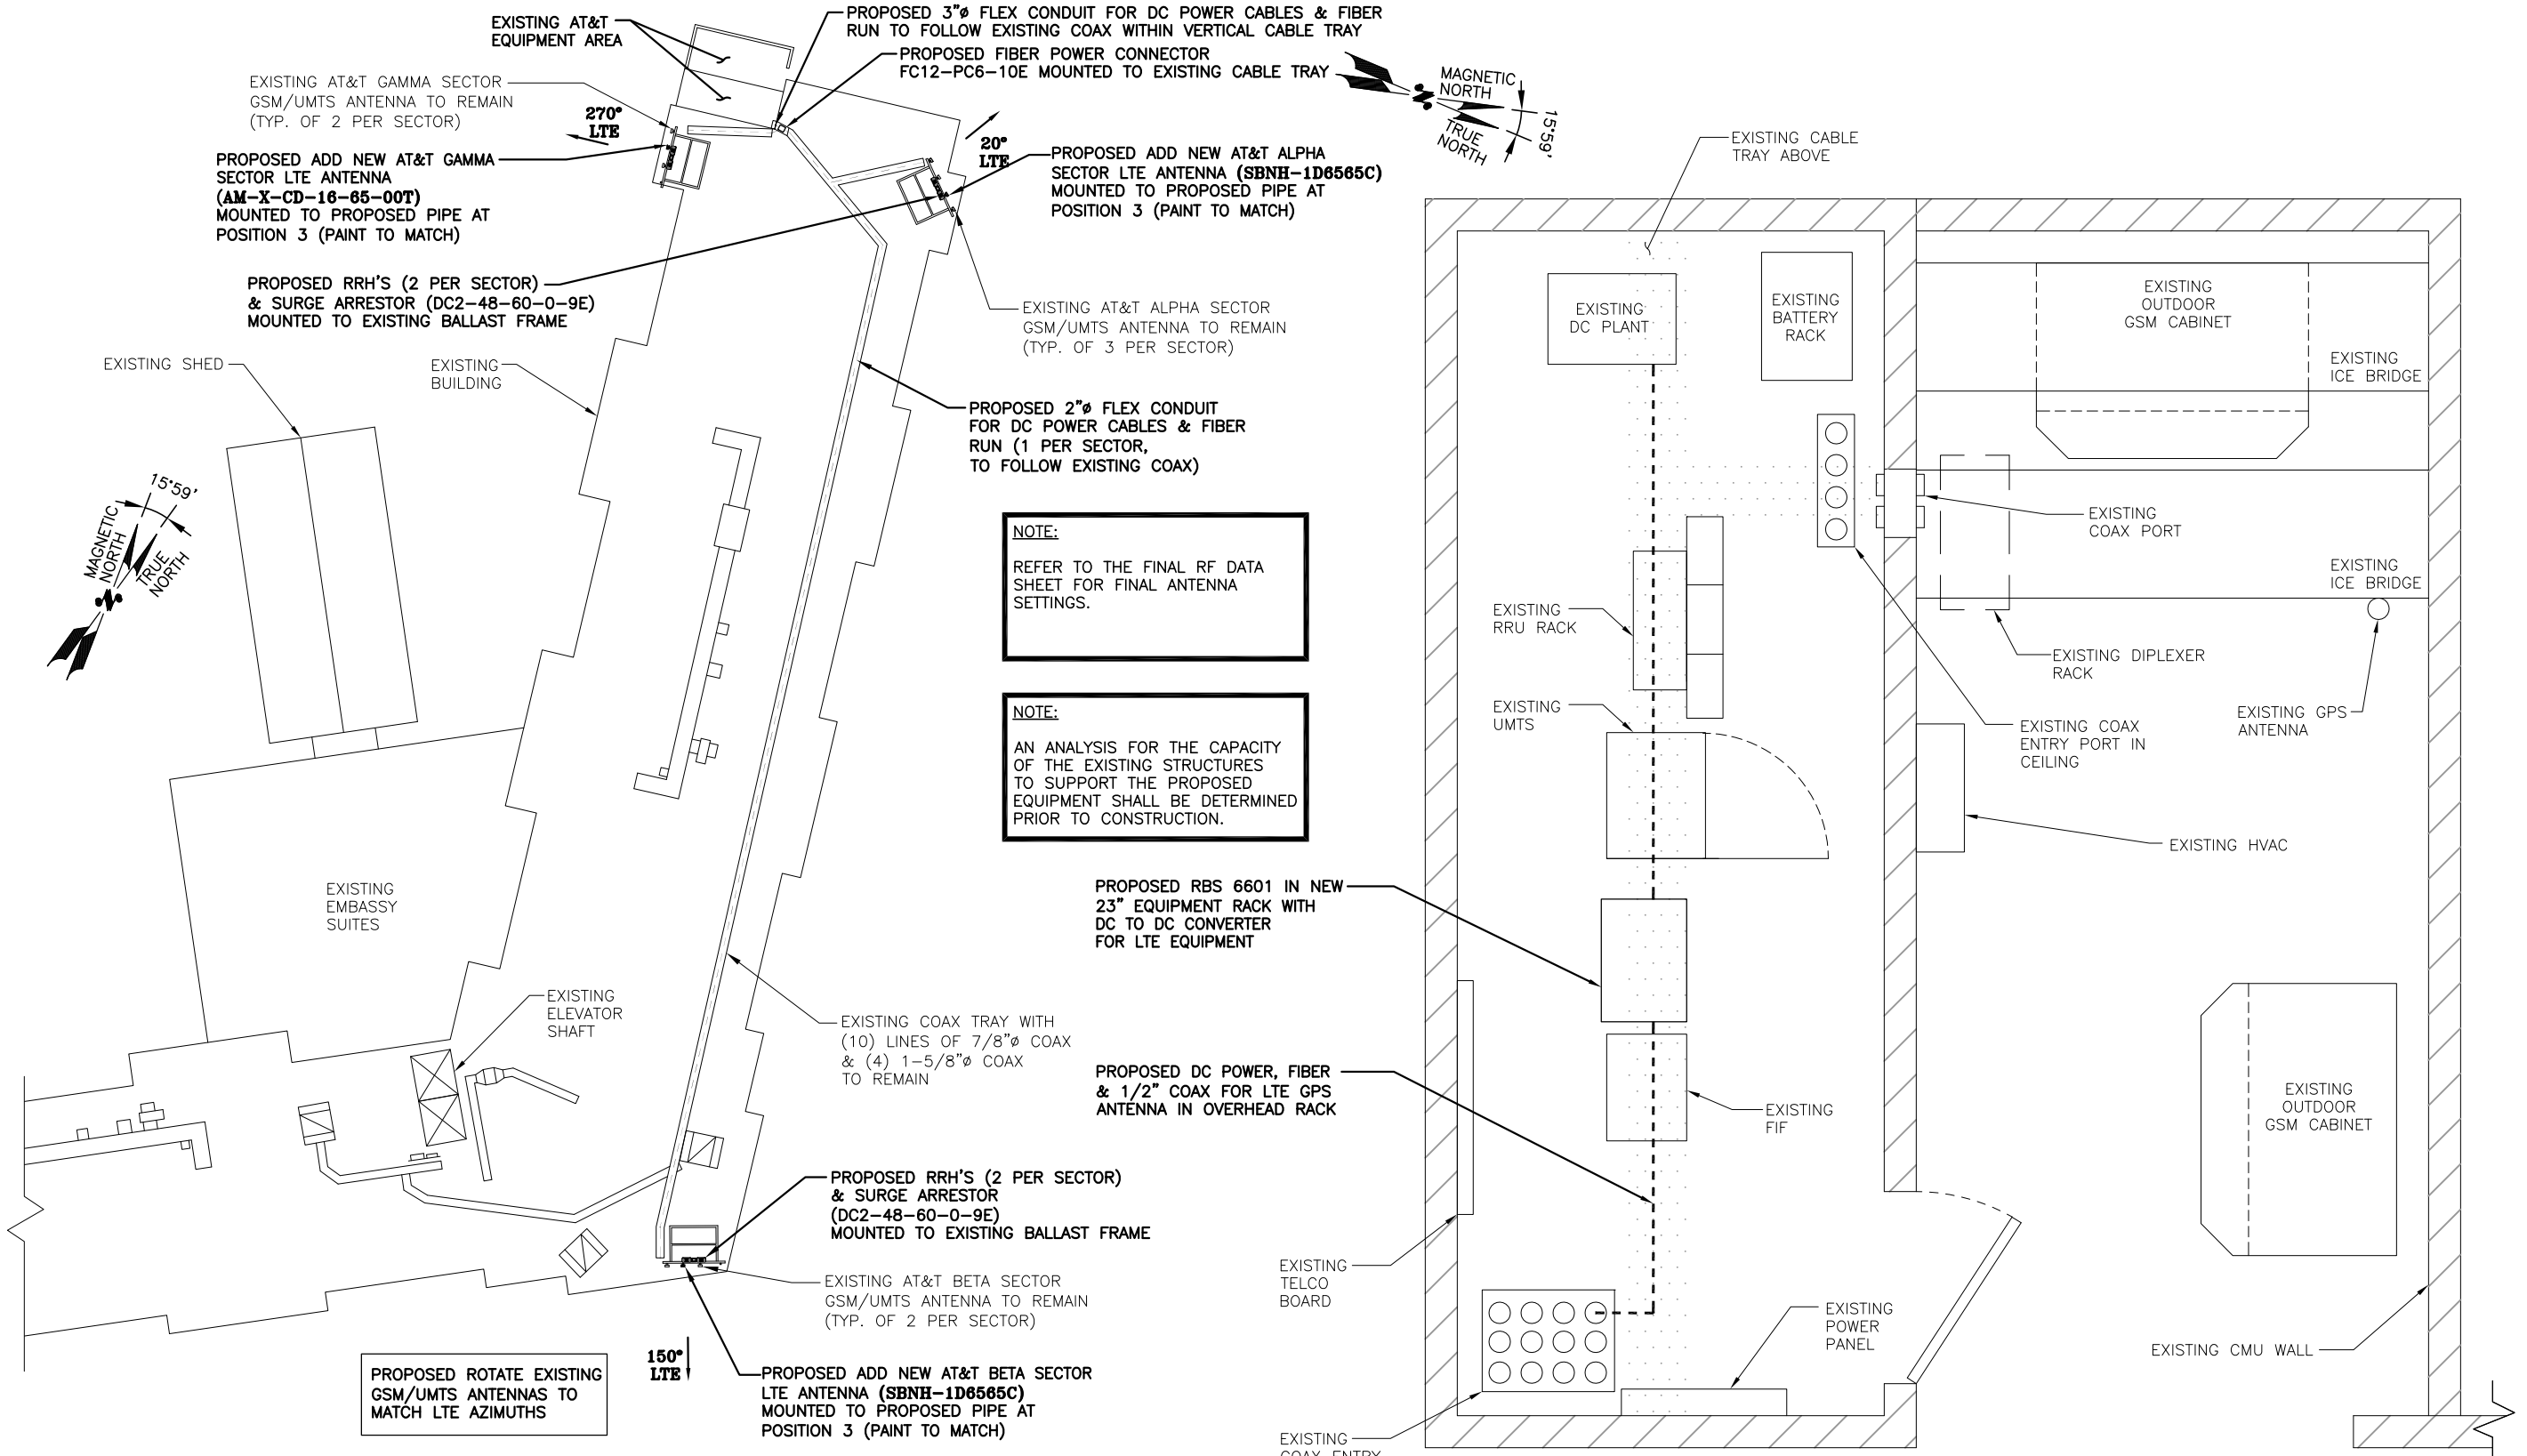 EXISTING AT&T
EQUIPMENT AREA
PROPOSED 3"ø FLEX CONDUIT FOR DC POWER CABLES & FIBER
RUN TO FOLLOW EXISTING COAX WITHIN VERTICAL CABLE TRAY
PROPOSED FIBER POWER CONNECTOR
FC12-PC6-10E MOUNTED TO EXISTING CABLE TRAY
EXISTING AT&T GAMMA SECTOR
GSM/UMTS ANTENNA TO REMAIN
(TYP. OF 2 PER SECTOR)
270°
LTE
20°
LTE
MAGNETIC
NORTH
TRUE
NORTH
15°59'
PROPOSED ADD NEW AT&T GAMMA
SECTOR LTE ANTENNA
(AM-X-CD-16-65-00T)
MOUNTED TO PROPOSED PIPE AT
POSITION 3 (PAINT TO MATCH)
PROPOSED ADD NEW AT&T ALPHA
SECTOR LTE ANTENNA (SBNH-1D6565C)
MOUNTED TO PROPOSED PIPE AT
POSITION 3 (PAINT TO MATCH)
PROPOSED RRH'S (2 PER SECTOR)
& SURGE ARRESTOR (DC2-48-60-0-9E)
MOUNTED TO EXISTING BALLAST FRAME
EXISTING AT&T ALPHA SECTOR
GSM/UMTS ANTENNA TO REMAIN
(TYP. OF 3 PER SECTOR)
EXISTING SHED
EXISTING
BUILDING
PROPOSED 2"ø FLEX CONDUIT
FOR DC POWER CABLES & FIBER
RUN (1 PER SECTOR,
TO FOLLOW EXISTING COAX)
15°59'
MAGNETIC
NORTH
TRUE
NORTH
NOTE:
REFER TO THE FINAL RF DATA
SHEET FOR FINAL ANTENNA
SETTINGS.
NOTE:
AN ANALYSIS FOR THE CAPACITY
OF THE EXISTING STRUCTURES
TO SUPPORT THE PROPOSED
EQUIPMENT SHALL BE DETERMINED
PRIOR TO CONSTRUCTION.
EXISTING
EMBASSY
SUITES
EXISTING
ELEVATOR
SHAFT
EXISTING COAX TRAY WITH
(10) LINES OF 7/8"ø COAX
& (4) 1-5/8"ø COAX
TO REMAIN
PROPOSED RRH'S (2 PER SECTOR)
& SURGE ARRESTOR
(DC2-48-60-0-9E)
MOUNTED TO EXISTING BALLAST FRAME
EXISTING AT&T BETA SECTOR
GSM/UMTS ANTENNA TO REMAIN
(TYP. OF 2 PER SECTOR)
150°
LTE
PROPOSED ADD NEW AT&T BETA SECTOR
LTE ANTENNA (SBNH-1D6565C)
MOUNTED TO PROPOSED PIPE AT
POSITION 3 (PAINT TO MATCH)
PROPOSED ROTATE EXISTING
GSM/UMTS ANTENNAS TO
MATCH LTE AZIMUTHS
EXISTING CABLE
TRAY ABOVE
EXISTING
DC PLANT
EXISTING
BATTERY
RACK
EXISTING
OUTDOOR
GSM CABINET
EXISTING
ICE BRIDGE
EXISTING
COAX PORT
EXISTING
ICE BRIDGE
EXISTING
RRU RACK
EXISTING DIPLEXER
RACK
EXISTING
UMTS
EXISTING COAX
ENTRY PORT IN
CEILING
EXISTING GPS
ANTENNA
EXISTING HVAC
PROPOSED RBS 6601 IN NEW
23" EQUIPMENT RACK WITH
DC TO DC CONVERTER
FOR LTE EQUIPMENT
PROPOSED DC POWER, FIBER
& 1/2" COAX FOR LTE GPS
ANTENNA IN OVERHEAD RACK
EXISTING
FIF
EXISTING
OUTDOOR
GSM CABINET
EXISTING
TELCO
BOARD
EXISTING
POWER
PANEL
EXISTING CMU WALL
EXISTING
COAX ENTRY